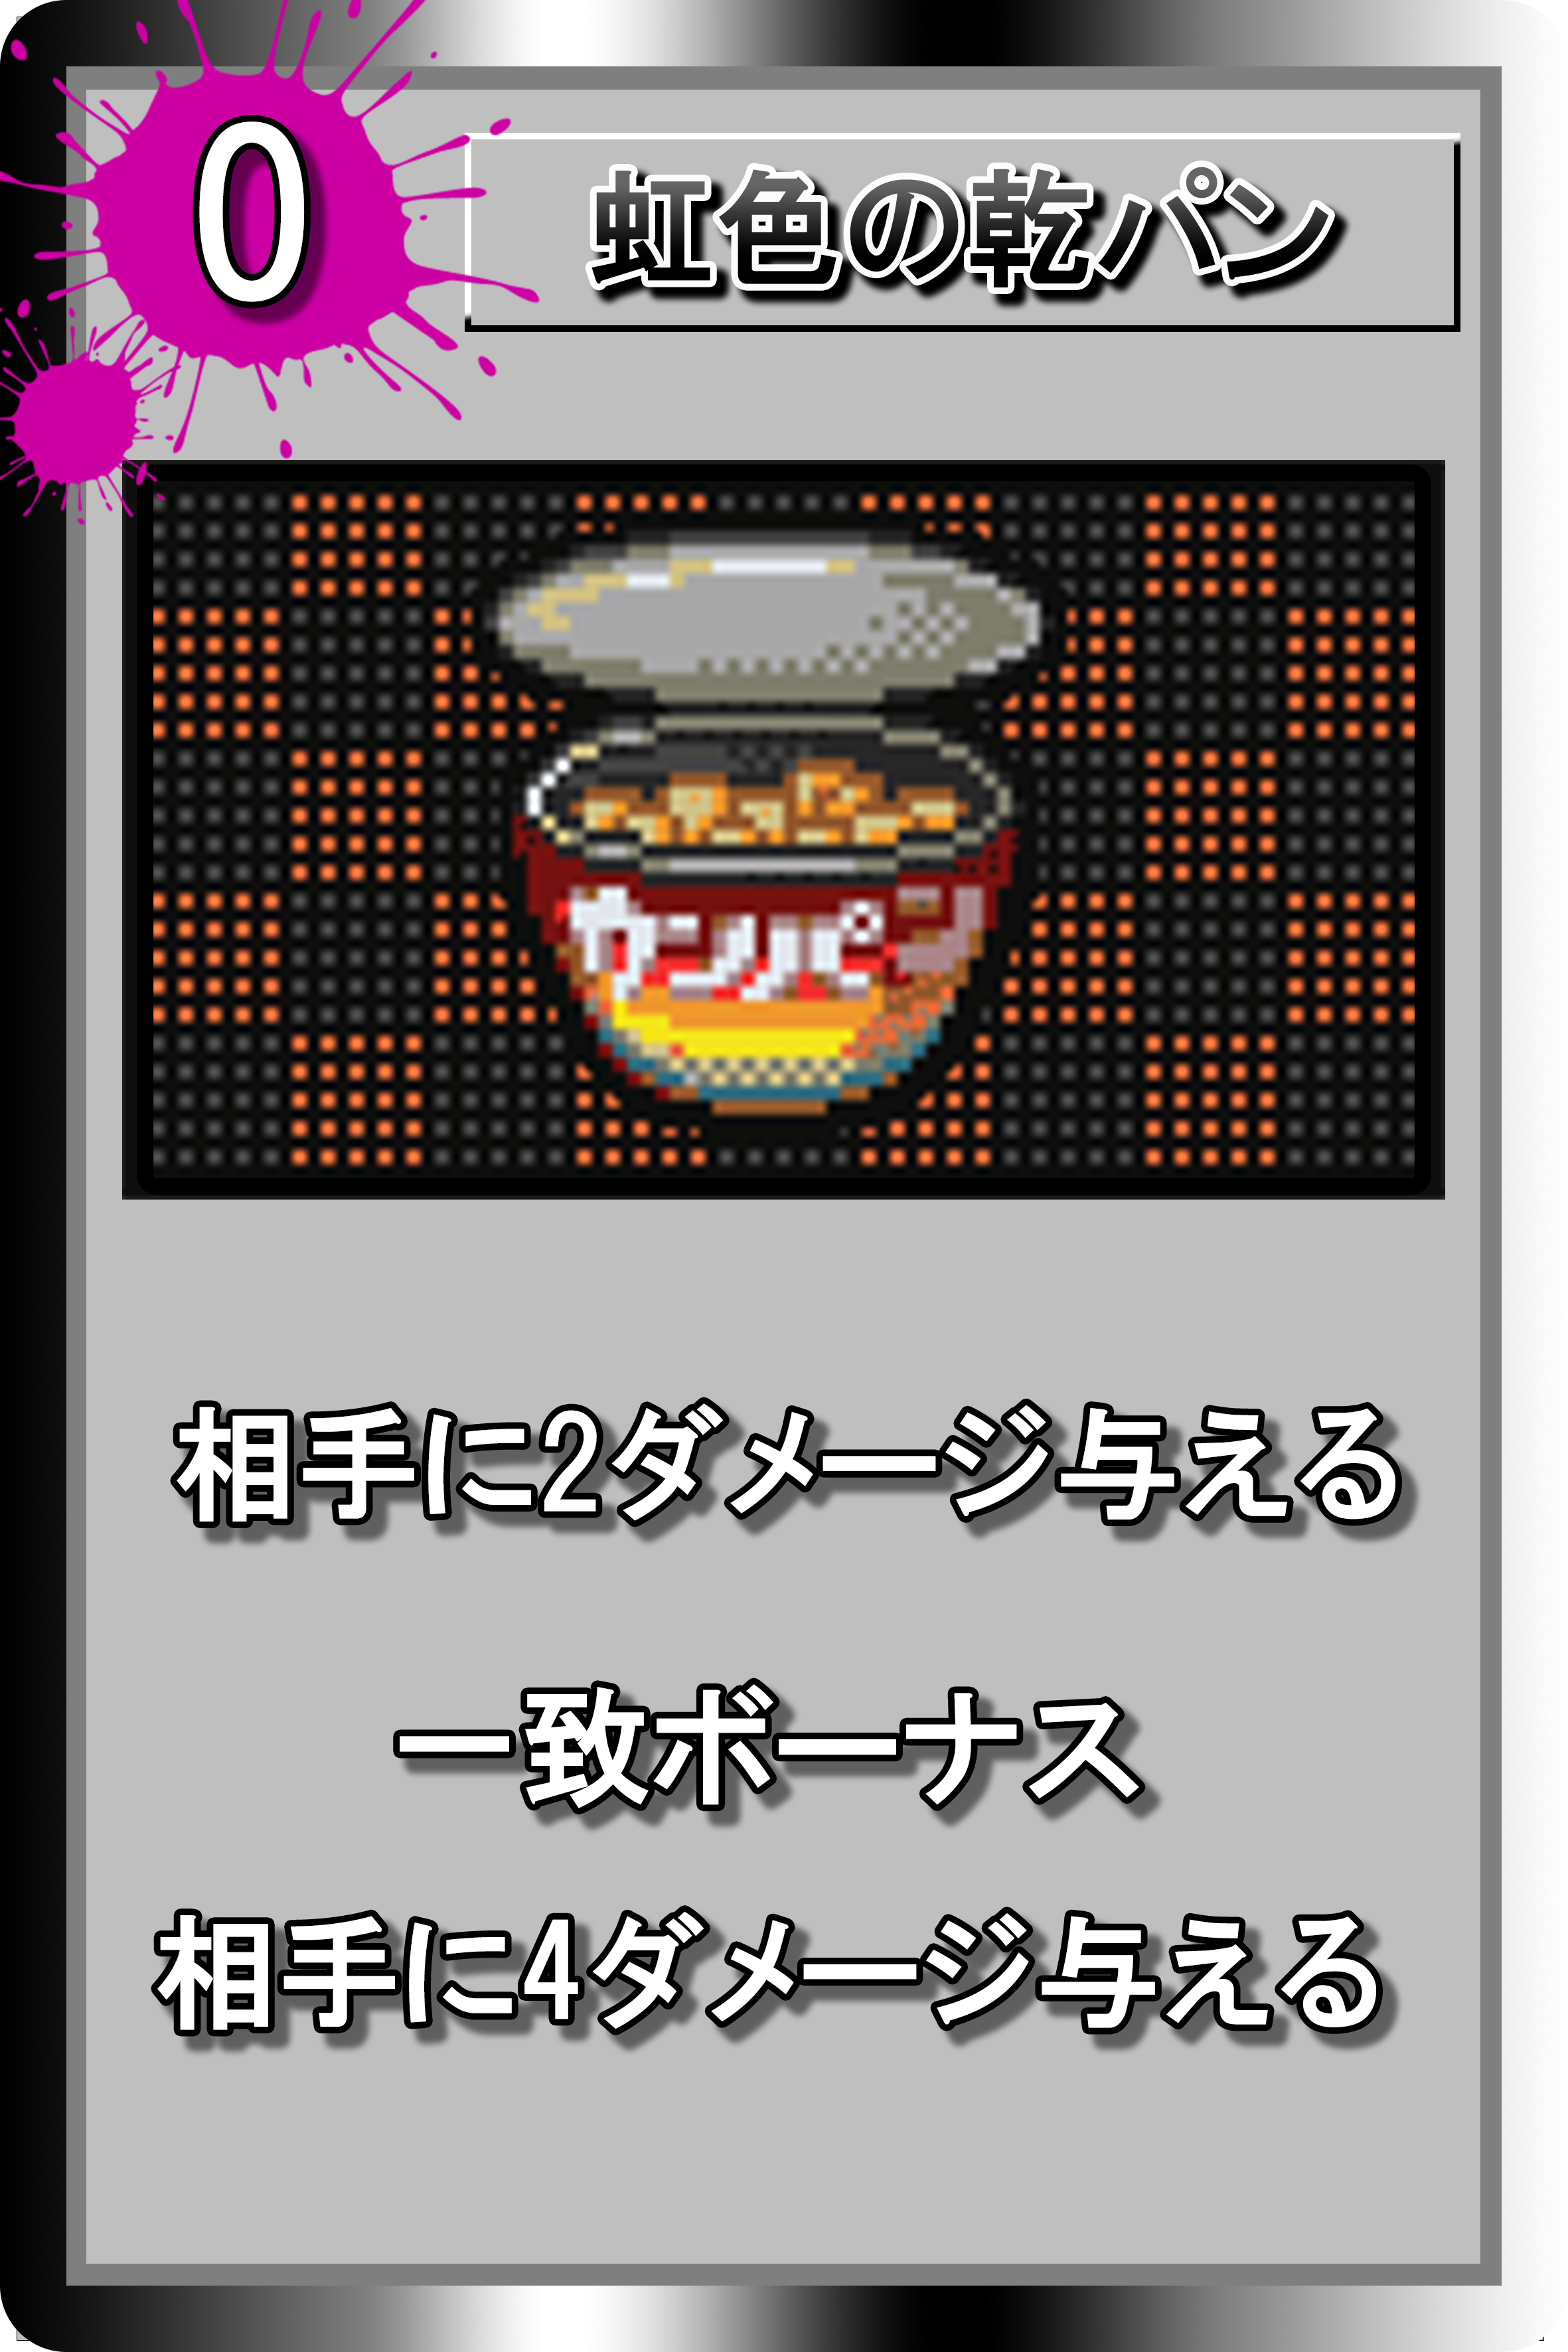 0
虹色の乾パン
カンパン
相手に2ダメージ与える
一致ボーナス
相手に4ダメージ与える